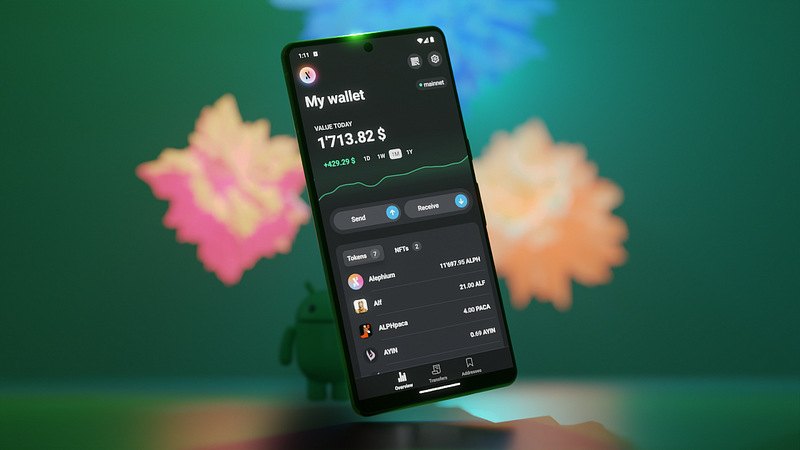 1:11
My wallet
mainnet
VALUE TODAY
1'713.82 $
+429.29 $ 1D 1W 1M 1Y
Send
Receive
Tokens 7
NFTs 2
Alephium
11'687.95 ALPH
Alf
21.00 ALF
ALPHpaca
4.00 PACA
AYIN
0.69 AYIN
Overview
Transfers
Addresses